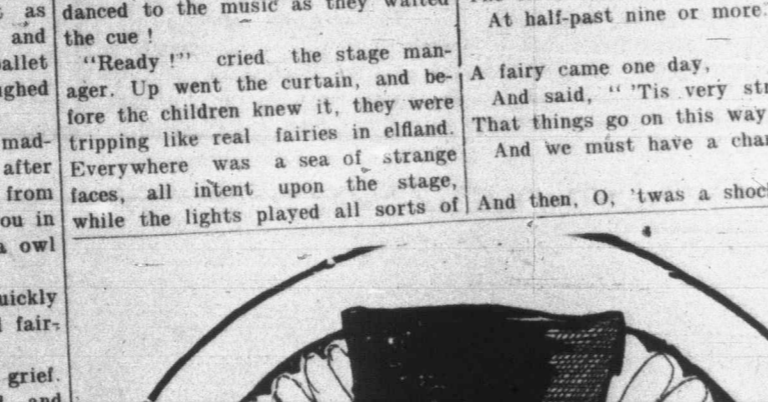 as
and
allet
ghed
mad-
after
from
ou in
owl
uickly
fair-
grief.
and
danced to the music as they waited
the cue !
"Ready !" cried the stage man-
ager. Up went the curtain, and be-
fore the children knew it, they were
tripping like real fairies in elfland.
Everywhere was a sea of strange
faces, all intent upon the stage,
while the lights played all sorts of
At half-past nine or more.
A fairy came one day,
And said, " 'Tis very
That things go on this way
And we must have a
And then, O, 'twas a